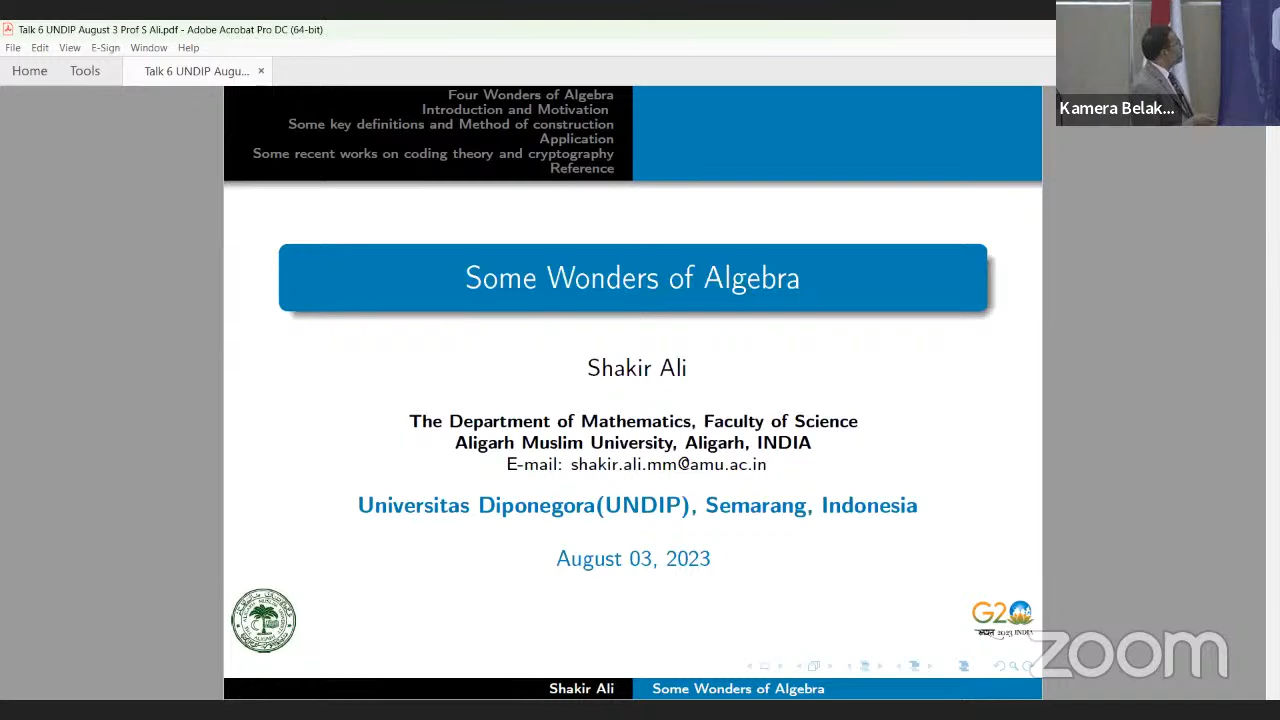 Talk 6 UNDIP August 3 Prof S Ali.pdf - Adobe Acrobat Pro DC (64-bit)
File Edit View E-Sign Window Help
Home Tools Talk 6 UNDIP Augu... ×
Kamera Belak...
Four Wonders of Algebra
Introduction and Motivation
Some key definitions and Method of construction
Application
Some recent works on coding theory and cryptography
Reference
Some Wonders of Algebra
Shakir Ali
The Department of Mathematics, Faculty of Science
Aligarh Muslim University, Aligarh, INDIA
E-mail: shakir.ali.mm@amu.ac.in
Universitas Diponegora(UNDIP), Semarang, Indonesia
August 03, 2023
G20
2023 INDIA
zoom
Shakir Ali Some Wonders of Algebra